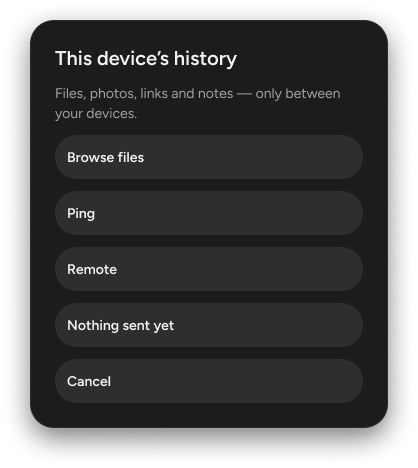 This device’s history
Files, photos, links and notes — only between
your devices.
Browse files
Ping
Remote
Nothing sent yet
Cancel